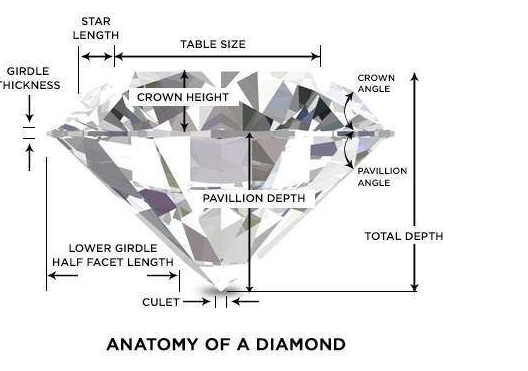 STAR
LENGTH
TABLE SIZE
GIRDLE
THICKNESS
CROWN HEIGHT
CROWN
ANGLE
PAVILLION
ANGLE
PAVILLION DEPTH
TOTAL DEPTH
LOWER GIRDLE
HALF FACET LENGTH
CULET
ANATOMY OF A DIAMOND